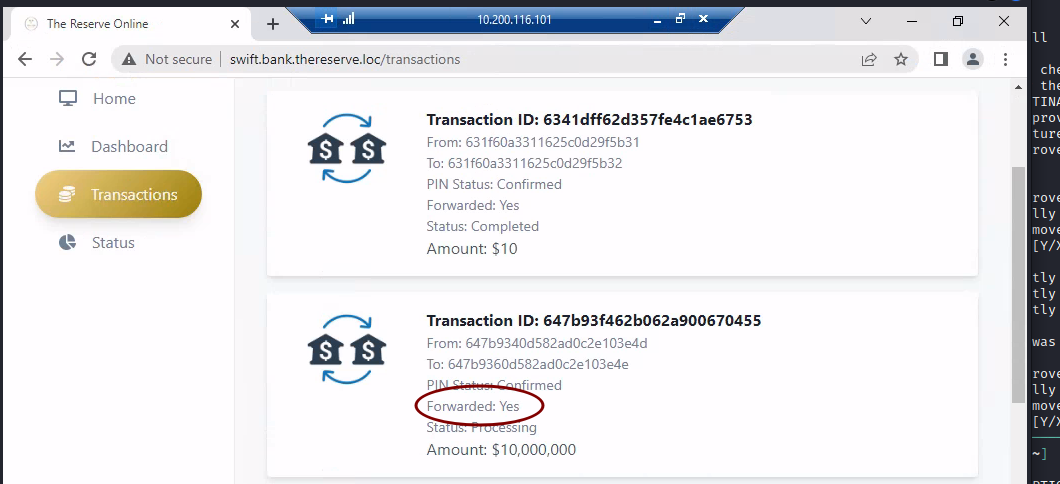 The Reserve Online
10.200.116.101
Not secure
swift.bank.thereserve.loc/transactions
Home
Dashboard
Transactions
Status
Transaction ID: 6341dff62d357fe4c1ae6753
From: 631f60a3311625c0d29f5b31
To: 631f60a3311625c0d29f5b32
PIN Status: Confirmed
Forwarded: Yes
Status: Completed
Amount: $10
Transaction ID: 647b93f462b062a900670455
From: 647b9340d582ad0c2e103e4d
To: 647b9360d582ad0c2e103e4e
PIN Status: Confirmed
Forwarded: Yes
Status: Processing
Amount: $10,000,000
ll
che
the
TINA
prov
ture
rove
rove
lly
move
[Y/X
tly
tly
tly
was
rove
lly
move
[Y/X
~]